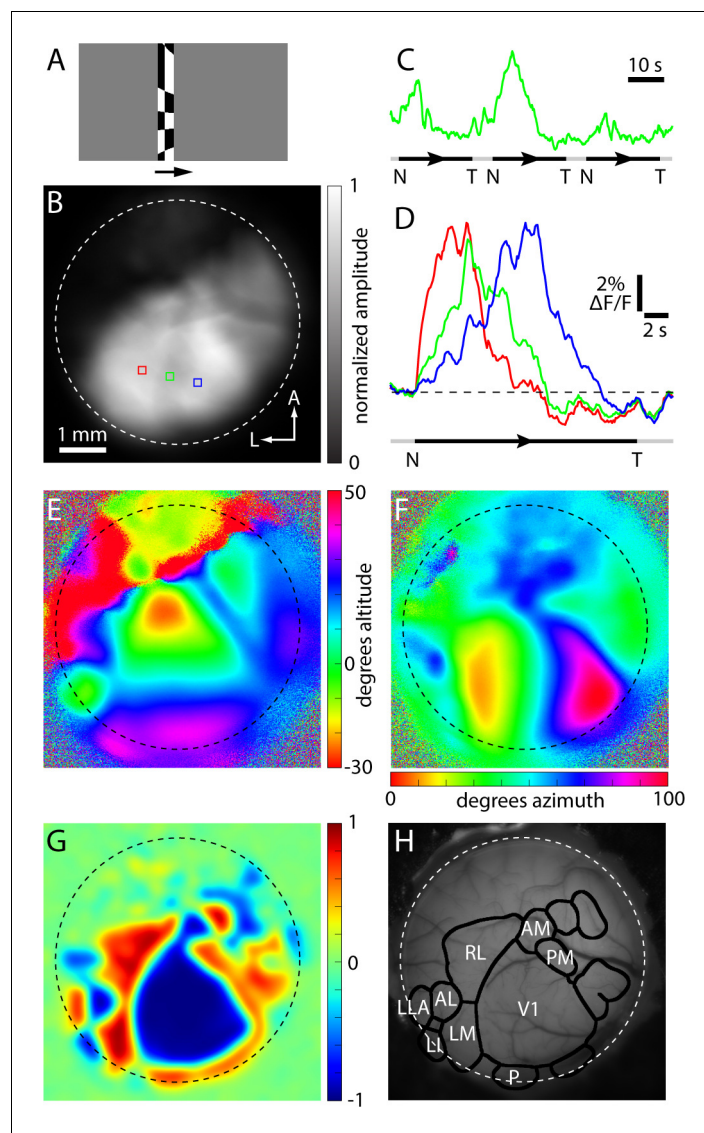 A
C
10 s
N T N T N T
B
1 mm
A
L
1
normalized amplitude
0
D
2%
ΔF/F
2 s
N T
E
50
0
-30
degrees altitude
F
0 100
degrees azimuth
G
1
0
-1
H
AM
RL
PM
LLA
AL
V1
LI
LM
P